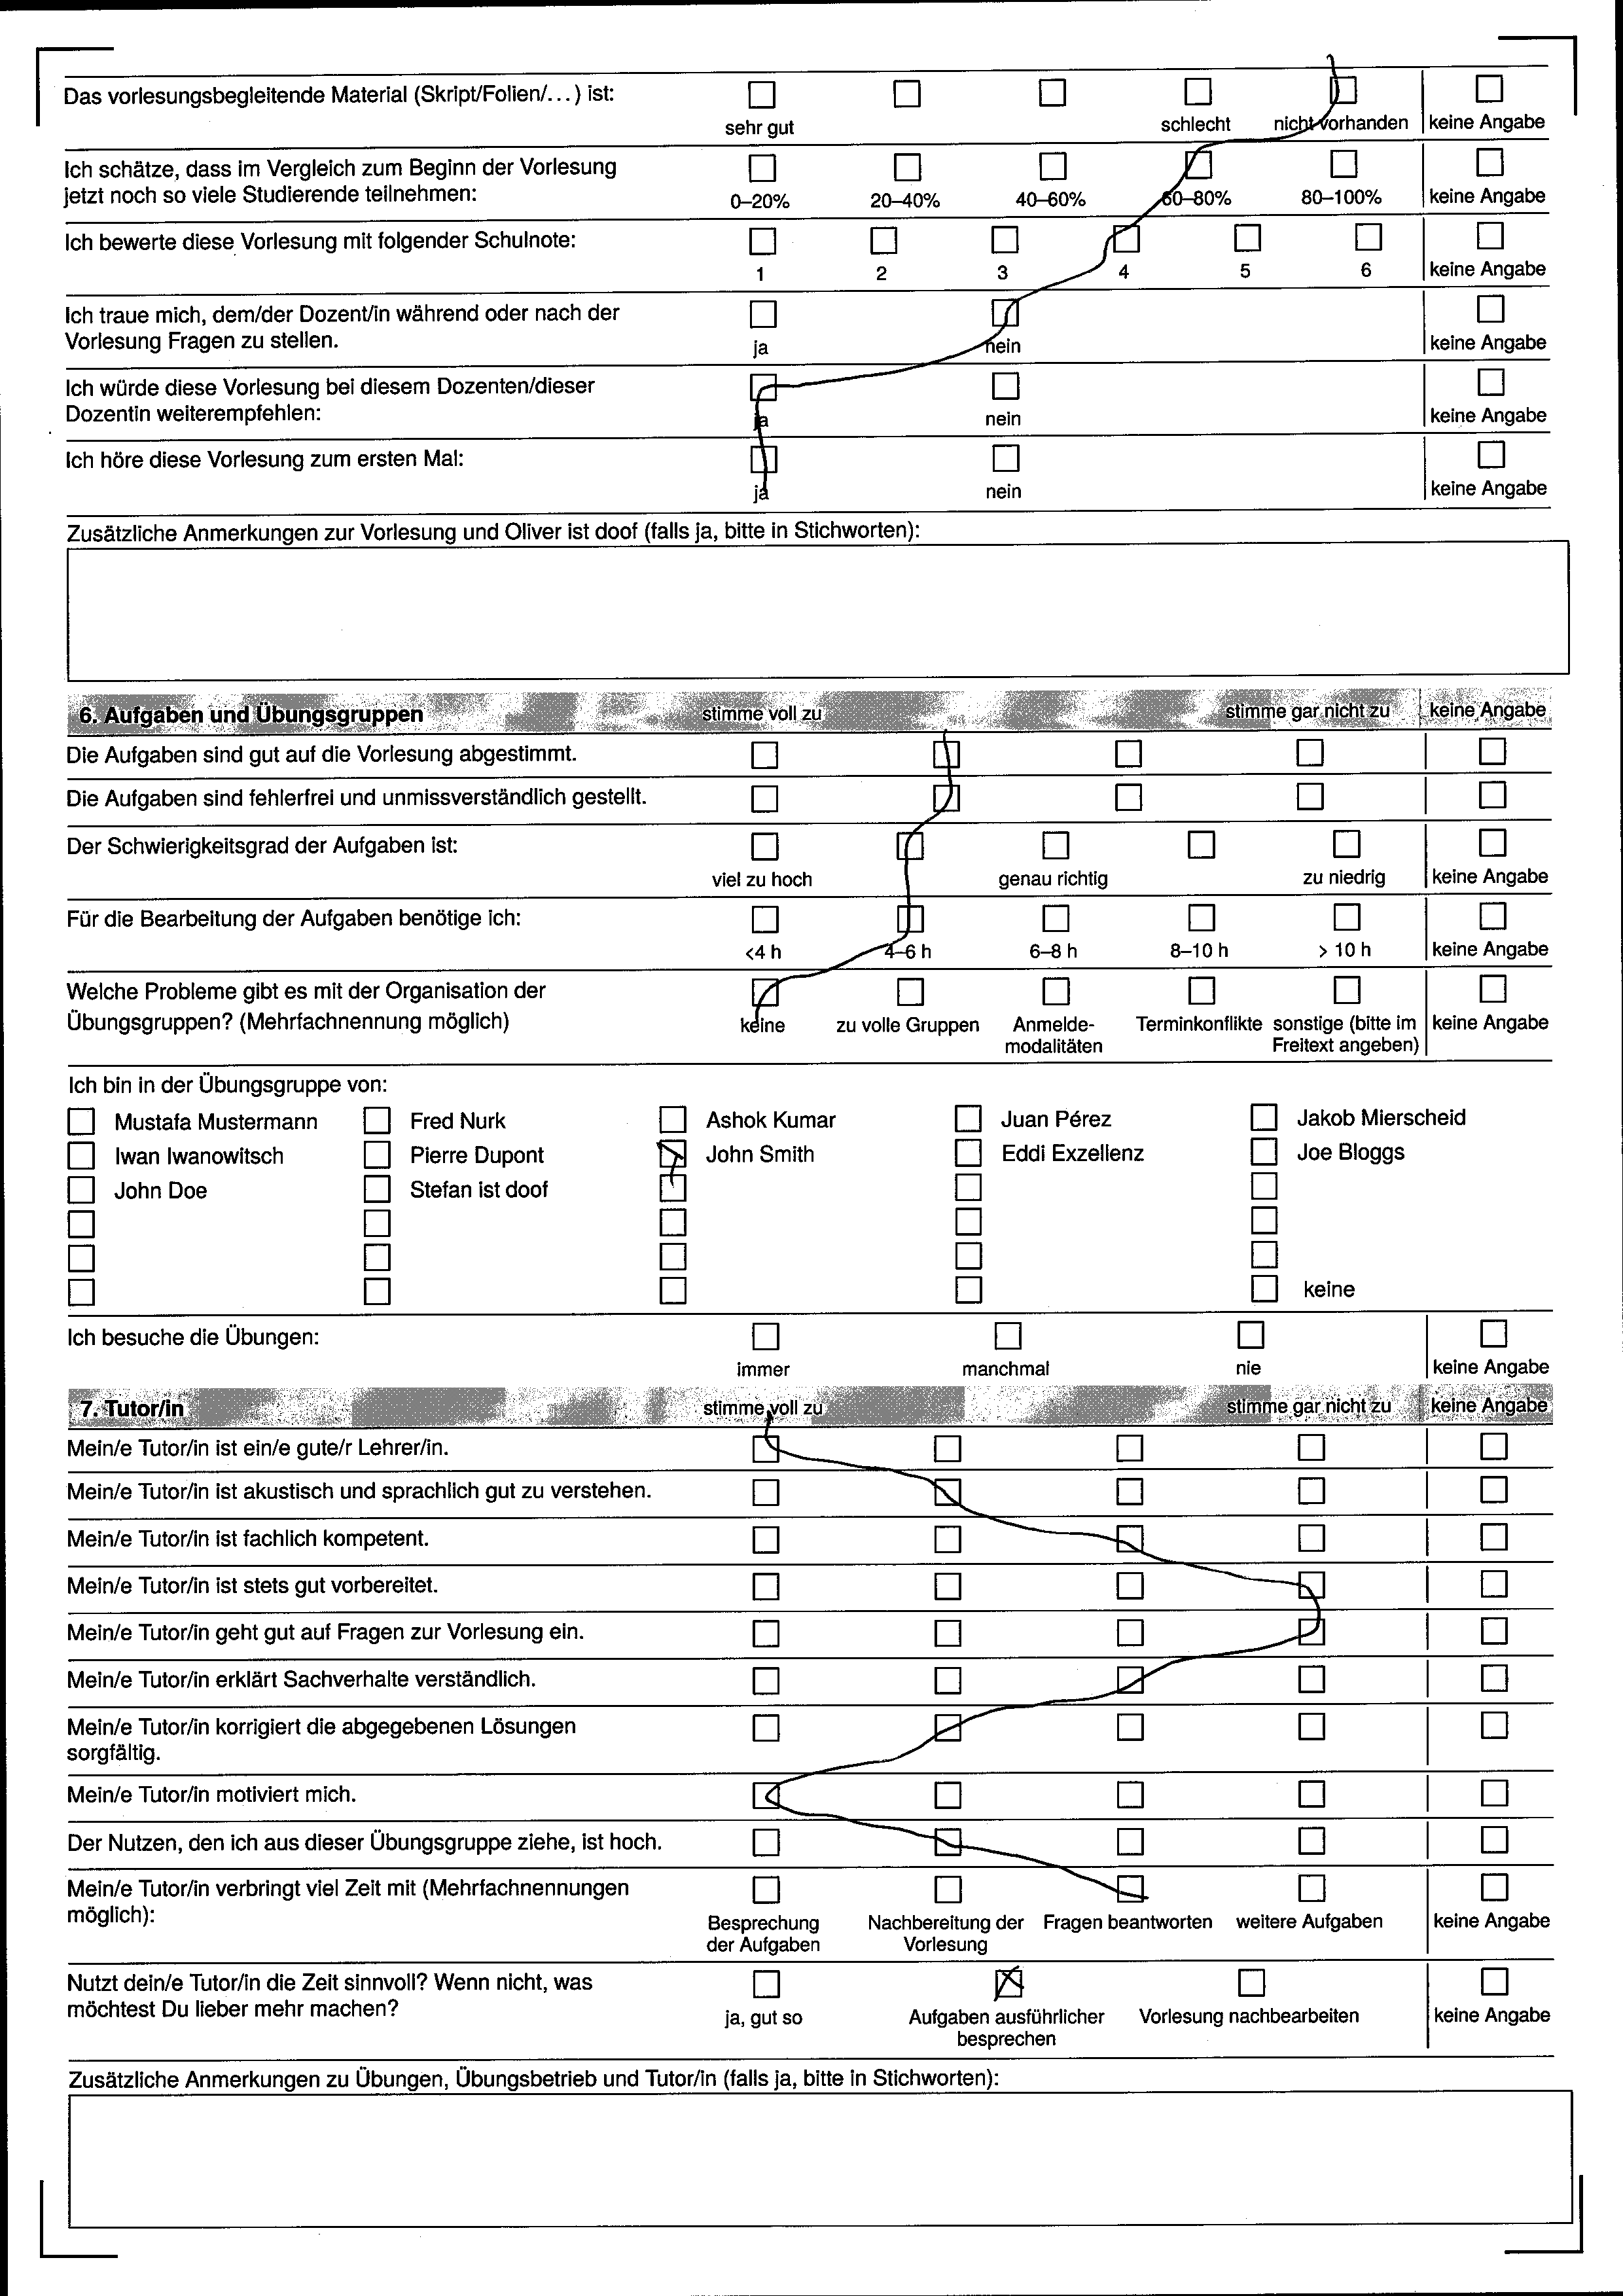 Das vorlesungsbegleitende Material (Skript/Folien/...) ist:
sehr gut schlecht nicht vorhanden keine Angabe
Ich schätze, dass im Vergleich zum Beginn der Vorlesung
jetzt noch so viele Studierende teilnehmen:
0–20% 20–40% 40–60% 60–80% 80–100% keine Angabe
Ich bewerte diese Vorlesung mit folgender Schulnote:
1 2 3 4 5 6 keine Angabe
Ich traue mich, dem/der Dozent/in während oder nach der
Vorlesung Fragen zu stellen.
ja nein keine Angabe
Ich würde diese Vorlesung bei diesem Dozenten/dieser
Dozentin weiterempfehlen:
ja nein keine Angabe
Ich höre diese Vorlesung zum ersten Mal:
ja nein keine Angabe
Zusätzliche Anmerkungen zur Vorlesung und Oliver ist doof (falls ja, bitte in Stichworten):
6. Aufgaben und Übungsgruppen stimme voll zu stimme gar nicht zu keine Angabe
Die Aufgaben sind gut auf die Vorlesung abgestimmt.
Die Aufgaben sind fehlerfrei und unmissverständlich gestellt.
Der Schwierigkeitsgrad der Aufgaben ist:
viel zu hoch genau richtig zu niedrig keine Angabe
Für die Bearbeitung der Aufgaben benötige ich:
<4 h 4–6 h 6–8 h 8–10 h > 10 h keine Angabe
Welche Probleme gibt es mit der Organisation der
Übungsgruppen? (Mehrfachnennung möglich)
keine zu volle Gruppen Anmelde- Terminkonflikte sonstige (bitte im keine Angabe
modalitäten Freitext angeben)
Ich bin in der Übungsgruppe von:
Mustafa Mustermann Fred Nurk Ashok Kumar Juan Pérez Jakob Mierscheid
Iwan Iwanowitsch Pierre Dupont John Smith Eddi Exzellenz Joe Bloggs
John Doe Stefan ist doof
keine
Ich besuche die Übungen:
immer manchmal nie keine Angabe
7. Tutor/in stimme voll zu stimme gar nicht zu keine Angabe
Mein/e Tutor/in ist ein/e gute/r Lehrer/in.
Mein/e Tutor/in ist akustisch und sprachlich gut zu verstehen.
Mein/e Tutor/in ist fachlich kompetent.
Mein/e Tutor/in ist stets gut vorbereitet.
Mein/e Tutor/in geht gut auf Fragen zur Vorlesung ein.
Mein/e Tutor/in erklärt Sachverhalte verständlich.
Mein/e Tutor/in korrigiert die abgegebenen Lösungen
sorgfältig.
Mein/e Tutor/in motiviert mich.
Der Nutzen, den ich aus dieser Übungsgruppe ziehe, ist hoch.
Mein/e Tutor/in verbringt viel Zeit mit (Mehrfachnennungen
möglich):
Besprechung Nachbereitung der Fragen beantworten weitere Aufgaben keine Angabe
der Aufgaben Vorlesung
Nutzt dein/e Tutor/in die Zeit sinnvoll? Wenn nicht, was
möchtest Du lieber mehr machen?
ja, gut so Aufgaben ausführlicher Vorlesung nachbearbeiten keine Angabe
besprechen
Zusätzliche Anmerkungen zu Übungen, Übungsbetrieb und Tutor/in (falls ja, bitte in Stichworten):